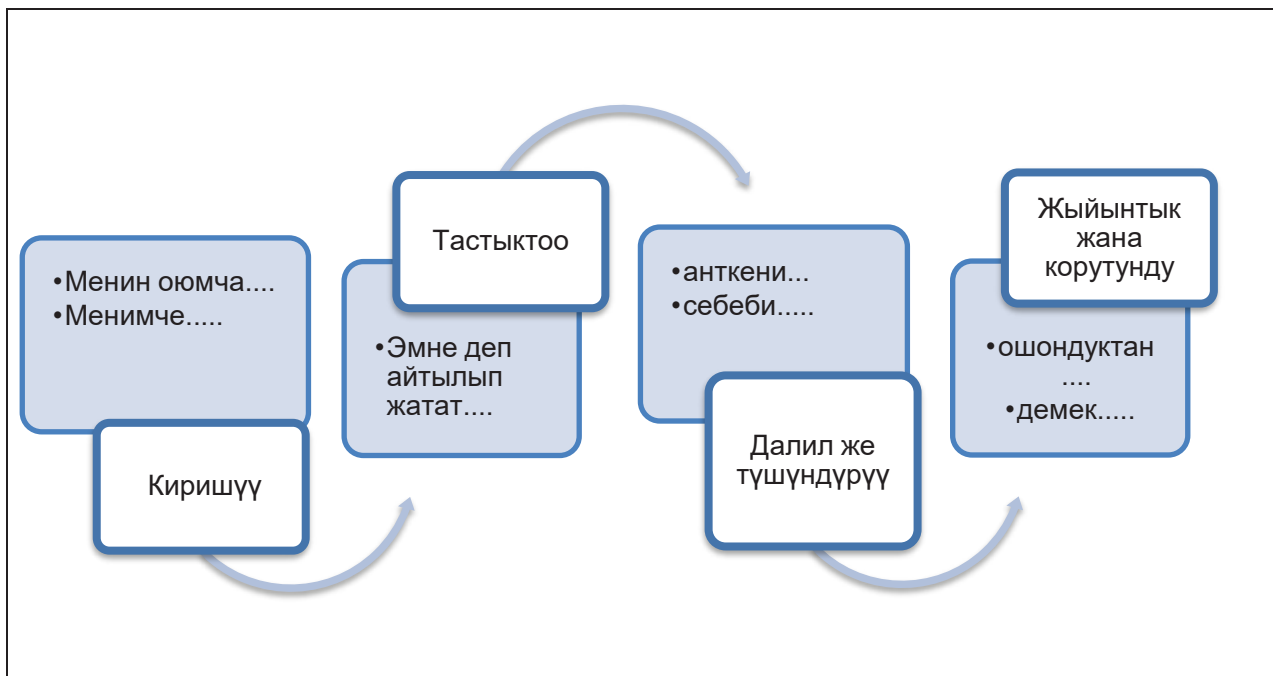 •Менин оюмча....
•Менимче.....
Киришүү
Тастыктоо
•Эмне деп
айтылып
жатат....
•анткени...
•себеби.....
Далил же
түшүндүрүү
Жыйынтык
жана
корутунду
•ошондуктан
....
•демек.....